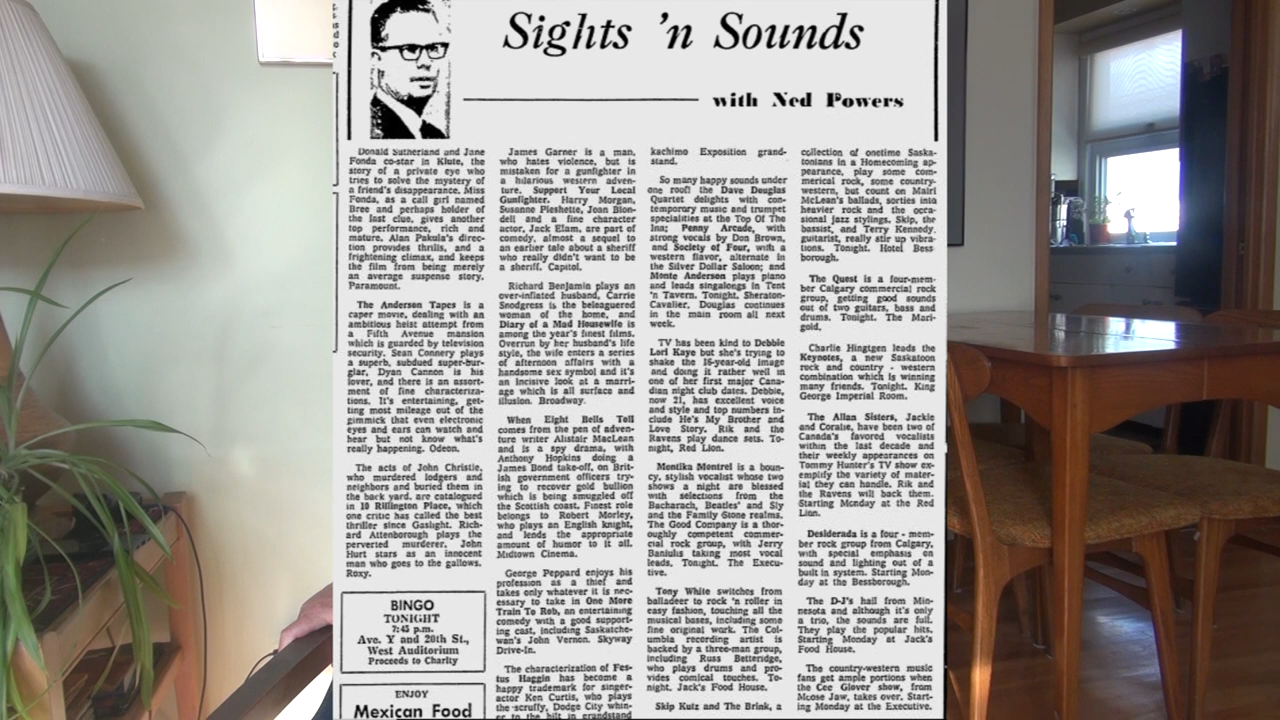 Sights 'n Sounds
with Ned Powers
Donald Sutherland and Jane
Fonda co-star in Klute, the
story of a private eye who
tries to solve the mystery of
a friend's disappearance. Miss
Fonda, as a call girl named
Bree and perhaps holder of
the last clue, gives another
top performance, rich and
mature. Alan Pakula's direc-
tion provides thrills, and a
frightening climax, and keeps
the film from being merely
an average suspense story.
Paramount.
The Anderson Tapes is a
caper movie, dealing with an
ambitious heist attempt from
a Fifth Avenue mansion
which is guarded by television
security. Sean Connery plays
a superb, subdued super-bur-
glar, Dyan Cannon is his
lover, and there is an assort-
ment of fine characteriza-
tions. It's entertaining, get-
ting most mileage out of the
gimmick that even electronic
eyes and ears can watch and
hear but not know what's
really happening. Odeon.
The acts of John Christie,
who murdered lodgers and
neighbors and buried them in
the back yard, are catalogued
in 10 Rillington Place, which
one critic has called the best
thriller since Gaslight. Rich-
ard Attenborough plays the
perverted murderer. John
Hurt stars as an innocent
man who goes to the gallows.
Roxy.
BINGO
TONIGHT
7:45 p.m.
Ave. Y and 20th St.,
West Auditorium
Proceeds to Charity
ENJOY
Mexican Food
James Garner is a man,
who hates violence, but is
mistaken for a gunfighter in
a hilarious western adven-
ture. Support Your Local
Gunfighter. Harry Morgan,
Susanne Pleshette, Joan Blon-
dell and a fine character
actor, Jack Elam, are part of
comedy, almost a sequel to
an earlier tale about a sheriff
who really didn't want to be
a sheriff. Capitol.
Richard Benjamin plays an
over-inflated husband, Carrie
Snodgress is the beleaguered
woman of the home, and
Diary of a Mad Housewife is
among the year's finest films.
Overrun by her husband's life
style, the wife enters a series
of afternoon affairs with a
handsome sex symbol and it's
an incisive look at a marri-
age which is all surface and
illusion. Broadway.
When Eight Bells Toll
comes from the pen of adven-
ture writer Alistair MacLean
and is a spy drama, with
Anthony Hopkins doing a
James Bond take-off, on Brit-
ish government officers try-
ing to recover gold bullion
which is being smuggled off
the Scottish coast. Finest role
belongs to Robert Morley,
who plays an English knight,
and lends the appropriate
amount of humor to it all.
Midtown Cinema.
George Peppard enjoys his
profession as a thief and
takes only whatever it is nec-
essary to take in One More
Train To Rob, an entertaining
comedy with a good support-
ing cast, including Saskatche-
wan's John Vernon. Skyway
Drive-In.
The characterization of Fes-
tus Haggin has become a
happy trademark for singer-
actor Ken Curtis, who plays
the scruffy, Dodge City whin-
er to the hilt in grandstand
kachimo Exposition grand-
stand.
So many happy sounds under
one roof! the Dave Douglas
Quartet delights with con-
temporary music and trumpet
specialities at the Top Of The
Inn; Penny Arcade, with
strong vocals by Don Brown,
and Society of Four, with a
western flavor, alternate in
the Silver Dollar Saloon; and
Monte Anderson plays piano
and leads singalongs in Tent
'n Tavern. Tonight. Sheraton-
Cavalier. Douglas continues
in the main room all next
week.
TV has been kind to Debbie
Lori Kaye but she's trying to
shake the 16-year-old image
and doing it rather well in
one of her first major Cana-
dian night club dates. Debbie,
now 21, has excellent voice
and style and top numbers in-
clude He's My Brother and
Love Story. Rik and the
Ravens play dance sets. To-
night, Red Lion.
Montika Montrel is a boun-
cy, stylish vocalist whose two
shows a night are blessed
with selections from the
Bacharach, Beatles' and Sly
and the Family Stone realms.
The Good Company is a thor-
oughly competent commer-
cial rock group, with Jerry
Baniulis taking most vocal
leads. Tonight. The Execu-
tive.
Tony White switches from
balladeer to rock 'n roller in
easy fashion, touching all the
musical bases, including some
fine original work. The Col-
umbia recording artist is
backed by a three-man group,
including Russ Betteridge,
who plays drums and pro-
vides comical touches. To-
night. Jack's Food House.
Skip Kutz and The Brink, a
collection of onetime Saska-
tonians in a Homecoming ap-
pearance, play some com-
merical rock, some country-
western, but count on Mairi
McLean's ballads, sorties into
heavier rock and the occa-
sional jazz stylings. Skip, the
bassist, and Terry Kennedy,
guitarist, really stir up vibra-
tions. Tonight. Hotel Bess-
borough.
The Quest is a four-mem-
ber Calgary commercial rock
group, getting good sounds
out of two guitars, bass and
drums. Tonight. The Mari-
gold.
Charlie Hingtgen leads the
Keynotes, a new Saskatoon
rock and country - western
combination which is winning
many friends. Tonight. King
George Imperial Room.
The Allan Sisters, Jackie
and Coralie, have been two of
Canada's favored vocalists
within the last decade and
their weekly appearances on
Tommy Hunter's TV show ex-
emplify the variety of mater-
ial they can handle. Rik and
the Ravens will back them.
Starting Monday at the Red
Lion.
Desiderada is a four - mem-
ber rock group from Calgary,
with special emphasis on
sound and lighting out of a
built in system. Starting Mon-
day at the Bessborough.
The D-J's hail from Min-
nesota and although it's only
a trio, the sounds are full.
They play the popular hits.
Starting Monday at Jack's
Food House.
The country-western music
fans get ample portions when
the Cee Glover show, from
Moose Jaw, takes over. Start-
ing Monday at the Executive.